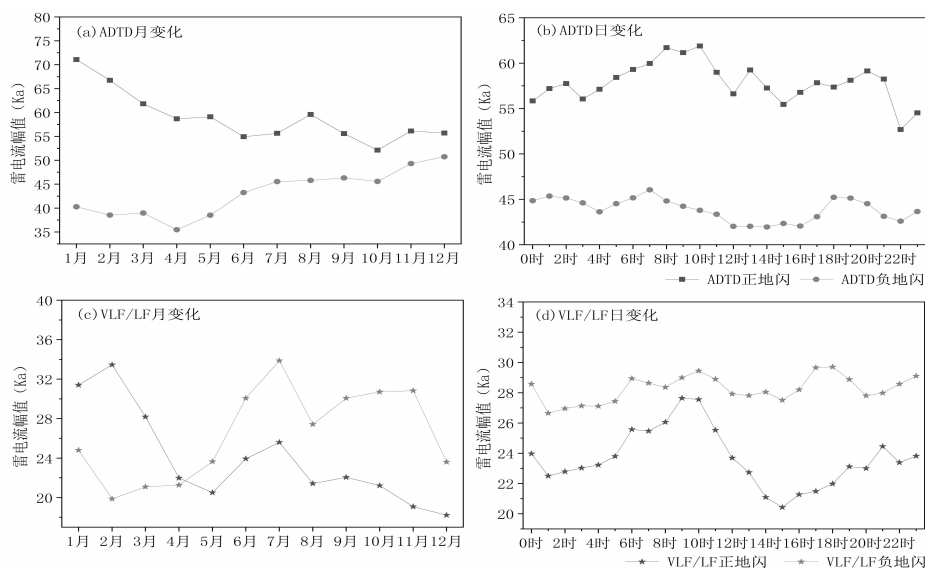 (a)ADTD月变化
雷电流幅值 (Ka)
80
75
70
65
60
55
50
45
40
35
1月 2月 3月 4月 5月 6月 7月 8月 9月 10月 11月 12月
(b)ADTD日变化
雷电流幅值 (Ka)
65
60
55
50
45
40
0时 2时 4时 6时 8时 10时 12时 14时 16时 18时 20时 22时
ADTD正地闪 ADTD负地闪
(c)VLF/LF月变化
雷电流幅值 (Ka)
40
36
32
28
24
20
1月 2月 3月 4月 5月 6月 7月 8月 9月 10月 11月 12月
(d)VLF/LF日变化
雷电流幅值 (Ka)
34
32
30
28
26
24
22
20
0时 2时 4时 6时 8时 10时 12时 14时 16时 18时 20时 22时
VLF/LF正地闪 VLF/LF负地闪